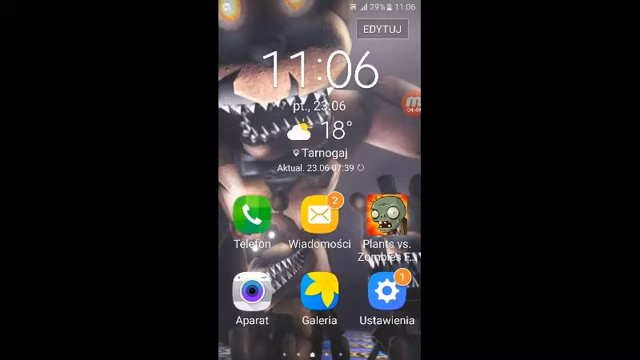 29% 11:06
EDYTUJ
11:06
pt., 23.06
18°
Tarnogaj
Aktual. 23.06 07:39
2
Telefon
Wiadomości
Plants vs.
Zombies F..
1
Aparat
Galeria
Ustawienia